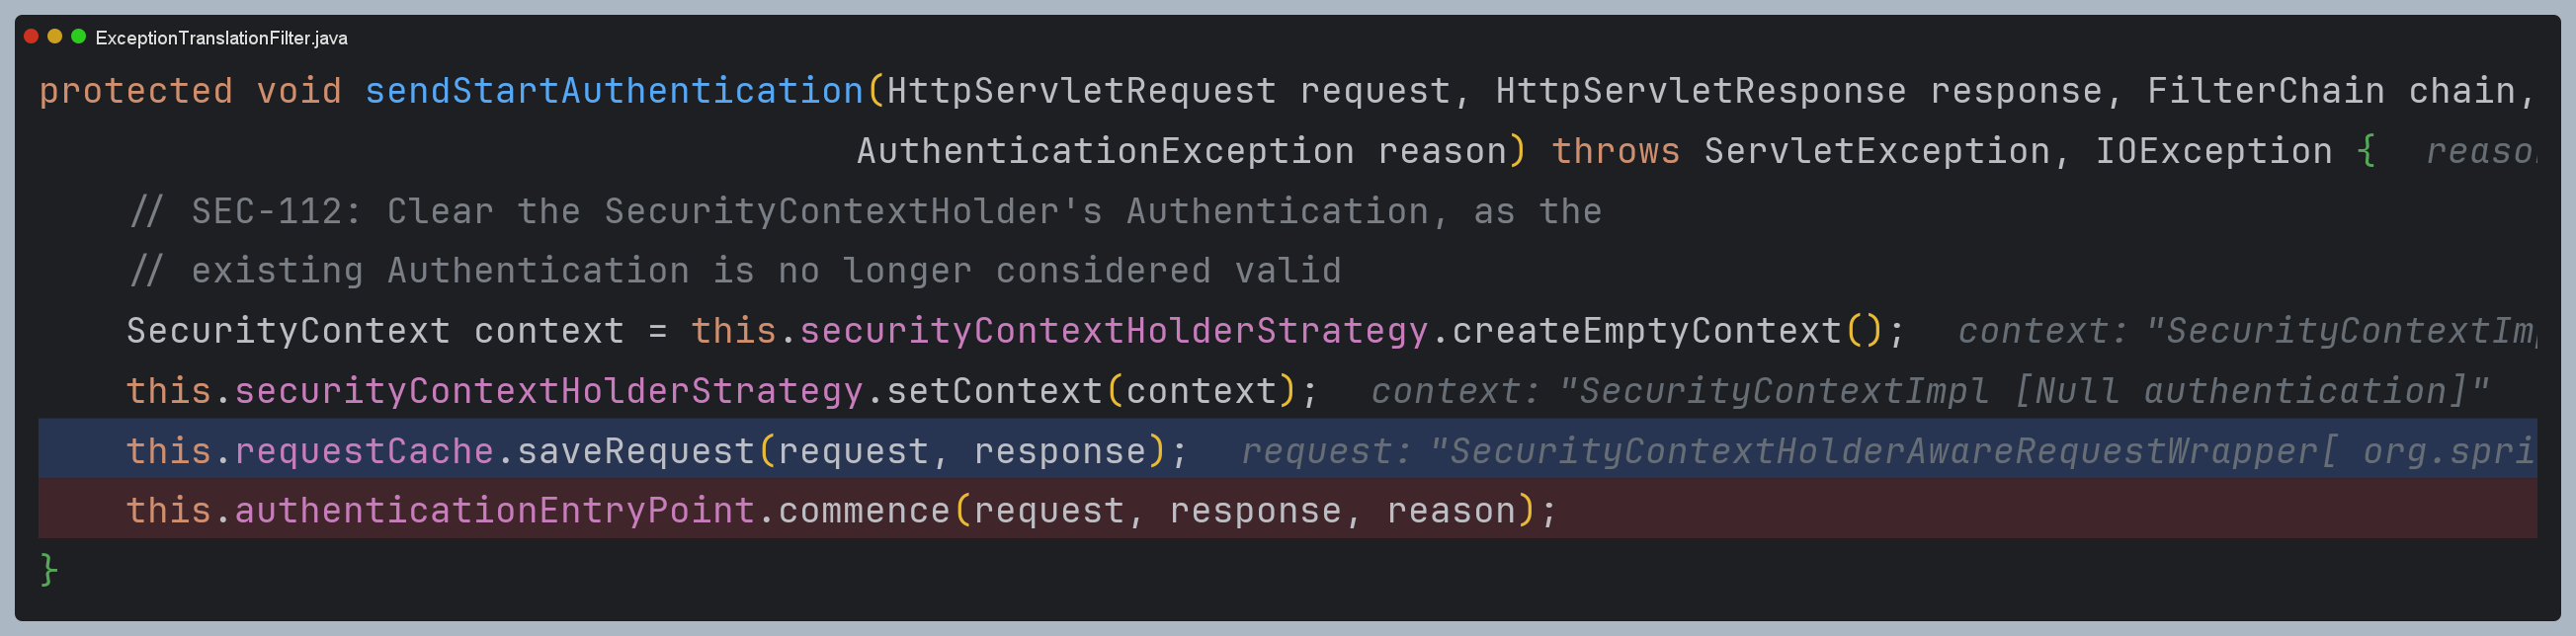 ExceptionTranslationFilter.java
protected void sendStartAuthentication(HttpServletRequest request, HttpServletResponse response, FilterChain chain,
AuthenticationException reason) throws ServletException, IOException {
// SEC-112: Clear the SecurityContextHolder's Authentication, as the
// existing Authentication is no longer considered valid
SecurityContext context = this.securityContextHolderStrategy.createEmptyContext(); context: "SecurityContextIm
this.securityContextHolderStrategy.setContext(context); context: "SecurityContextImpl [Null authentication]"
this.requestCache.saveRequest(request, response); request: "SecurityContextHolderAwareRequestWrapper[ org.spri
this.authenticationEntryPoint.commence(request, response, reason);
}